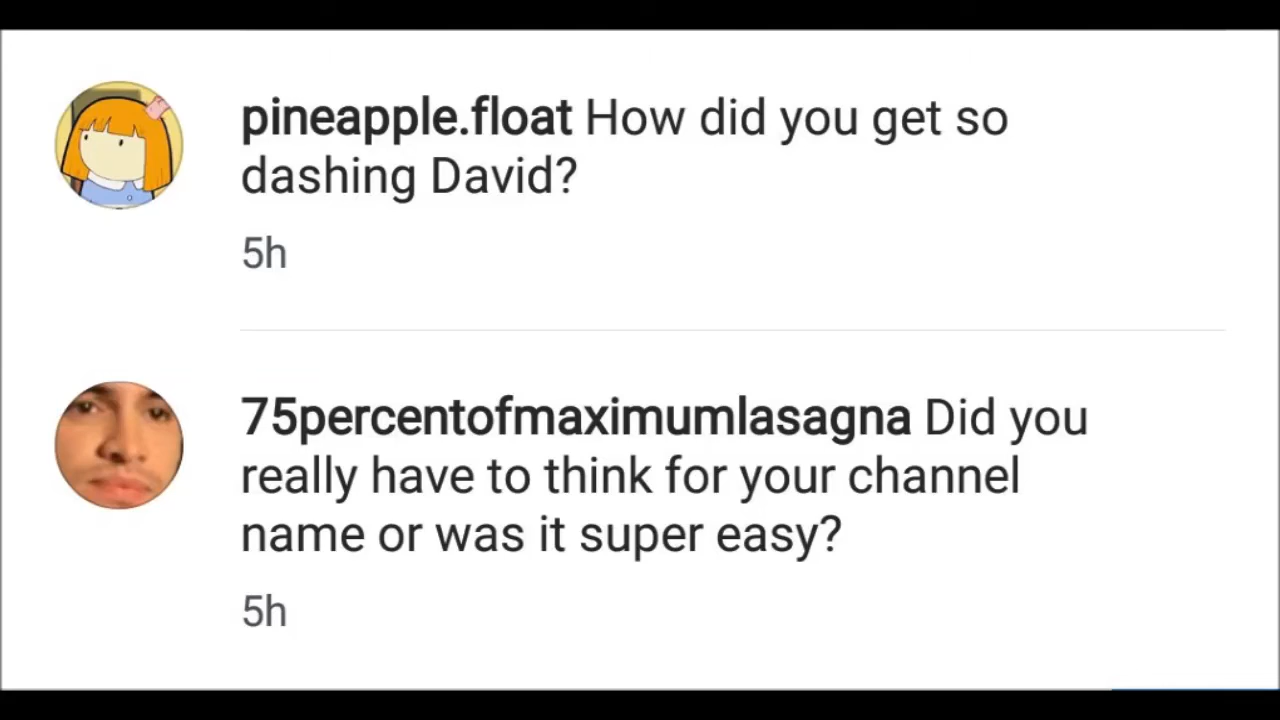 pineapple.float How did you get so
dashing David?
5h
75percentofmaximumlasagna Did you
really have to think for your channel
name or was it super easy?
5h